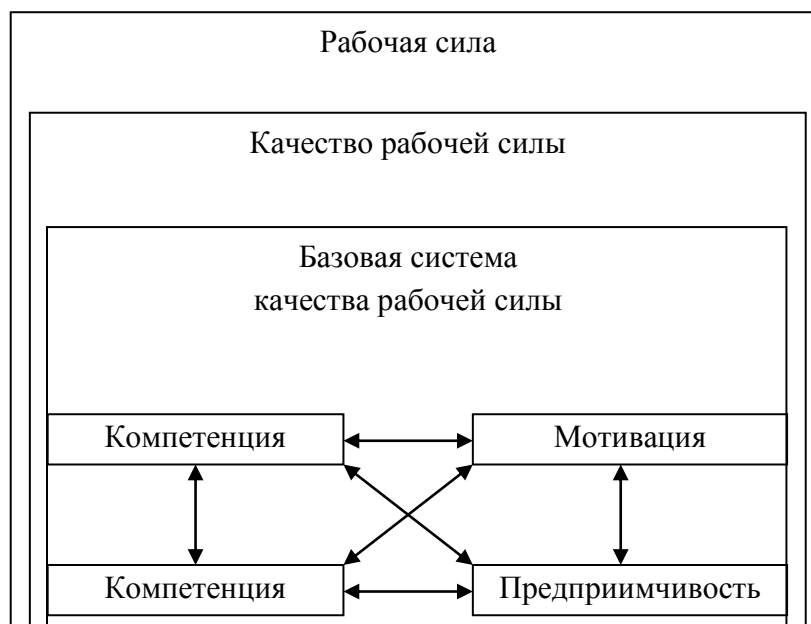 Рабочая сила
Качество рабочей силы
Базовая система
качества рабочей силы
Компетенция
Мотивация
Компетенция
Предприимчивость